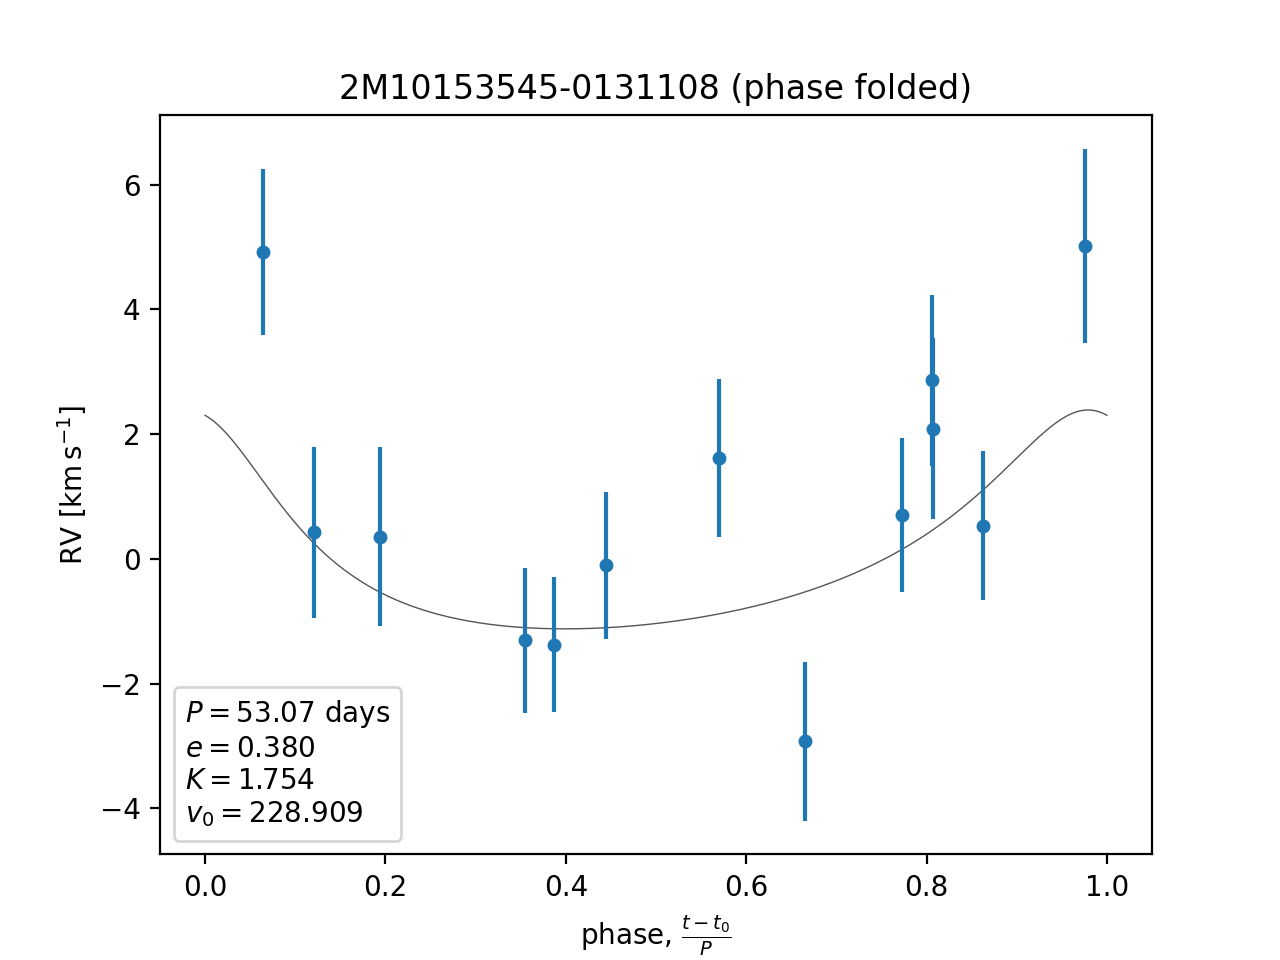 2M10153545-0131108 (phase folded)
RV [km s⁻¹]
6
4
2
0
−2
−4
P = 53.07 days
e = 0.380
K = 1.754
v₀ = 228.909
0.0 0.2 0.4 0.6 0.8 1.0
phase, (t − t₀)/P